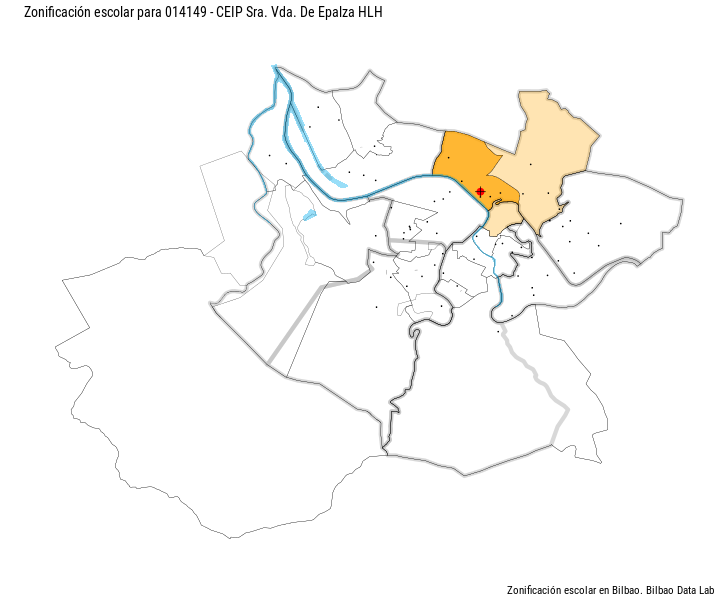 Zonificación escolar para 014149 - CEIP Sra. Vda. De Epalza HLH
Zonificación escolar en Bilbao. Bilbao Data Lab